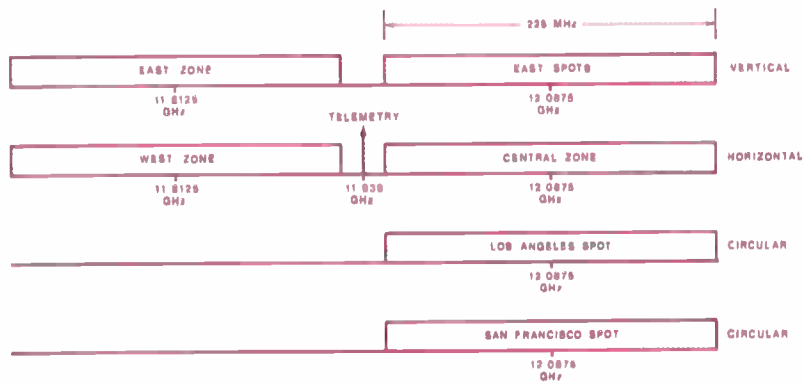 MHz
EAST ZONE
EAST SPOTS
VERTICAL
11 8125
GHz
12 0875
GHz
TELEMETRY
WEST ZONE
CENTRAL ZONE
HORIZONTAL
11 8125
GHz
GHz
12 0875
GHz
LOS ANGELES SPOT
CIRCULAR
12 0875
GHz
SAN FRANCISCO SPOT
CIRCULAR
12 0875
GHz